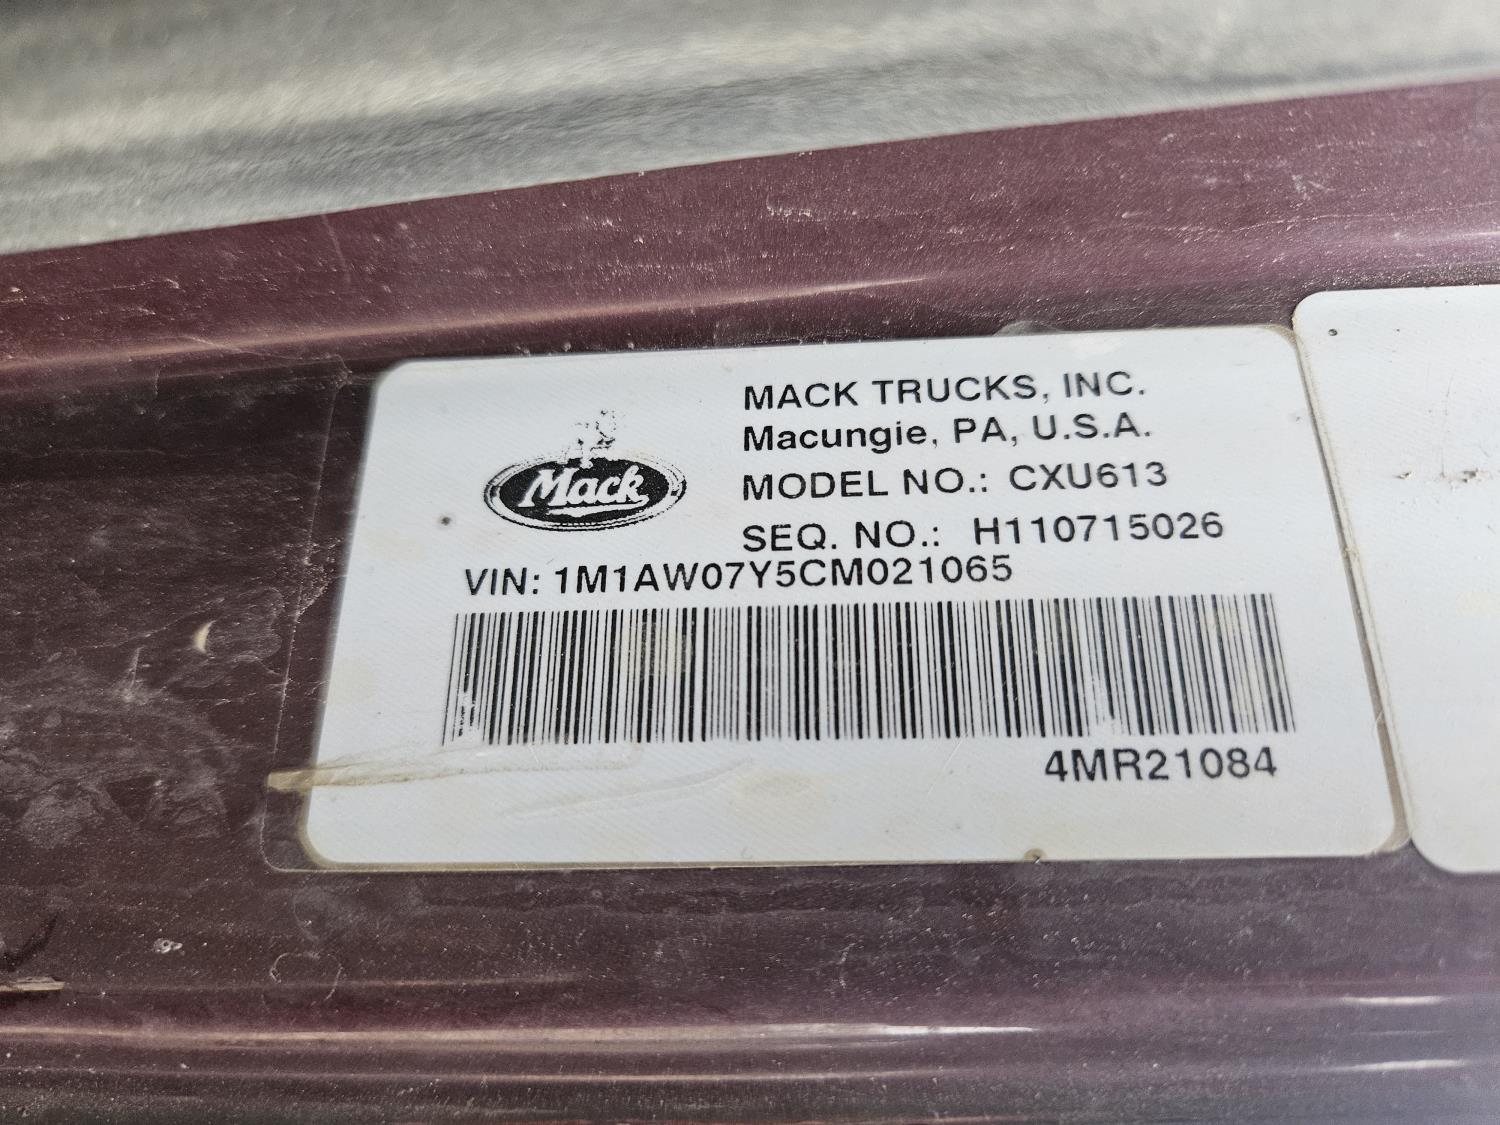 Mack
MACK TRUCKS, INC.
Macungie, PA, U.S.A.
MODEL NO.: CXU613
SEQ. NO.: H110715026
VIN: 1M1AW07Y5CM021065
4MR21084